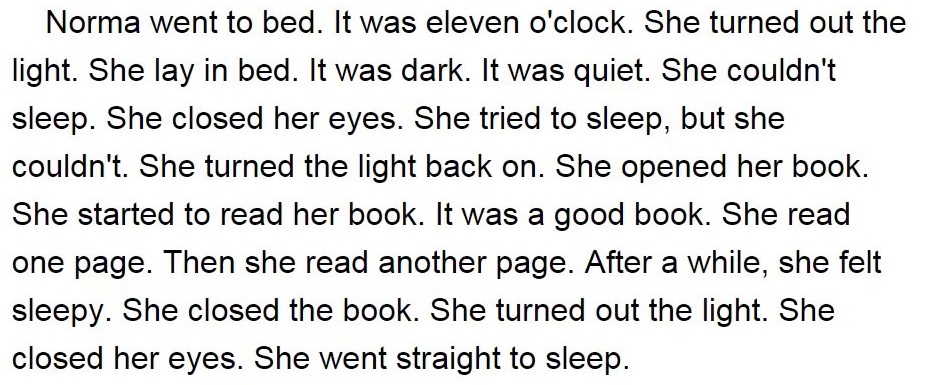 Norma went to bed. It was eleven o'clock. She turned out the
light. She lay in bed. It was dark. It was quiet. She couldn't
sleep. She closed her eyes. She tried to sleep, but she
couldn't. She turned the light back on. She opened her book.
She started to read her book. It was a good book. She read
one page. Then she read another page. After a while, she felt
sleepy. She closed the book. She turned out the light. She
closed her eyes. She went straight to sleep.